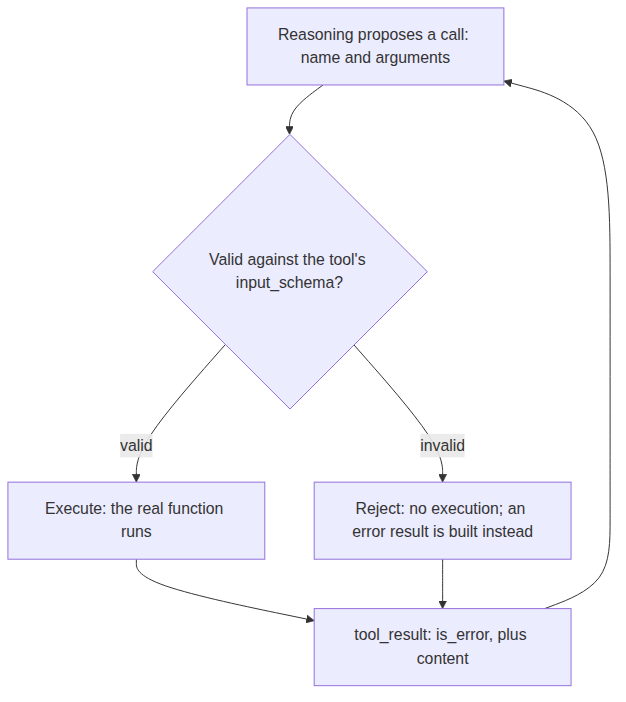 Reasoning proposes a call:
name and arguments
Valid against the tool's
input_schema?
valid
invalid
Execute: the real function
runs
Reject: no execution; an
error result is built instead
tool_result: is_error, plus
content